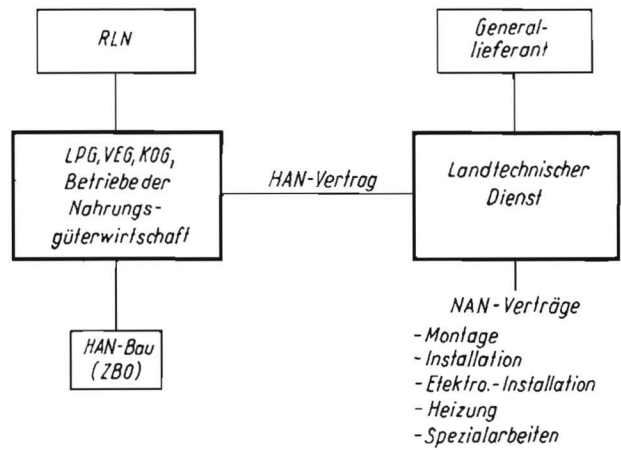 RLN
General-
lieferant
LPG, VEG, KOG,
Betriebe der
Nahrungs-
güterwirtschaft
HAN-Vertrag
Landtechnischer
Dienst
HAN-Bau
(ZBO)
NAN-Verträge
-Montage
-Installation
-Elektro.-Installation
-Heizung
-Spezialarbeiten